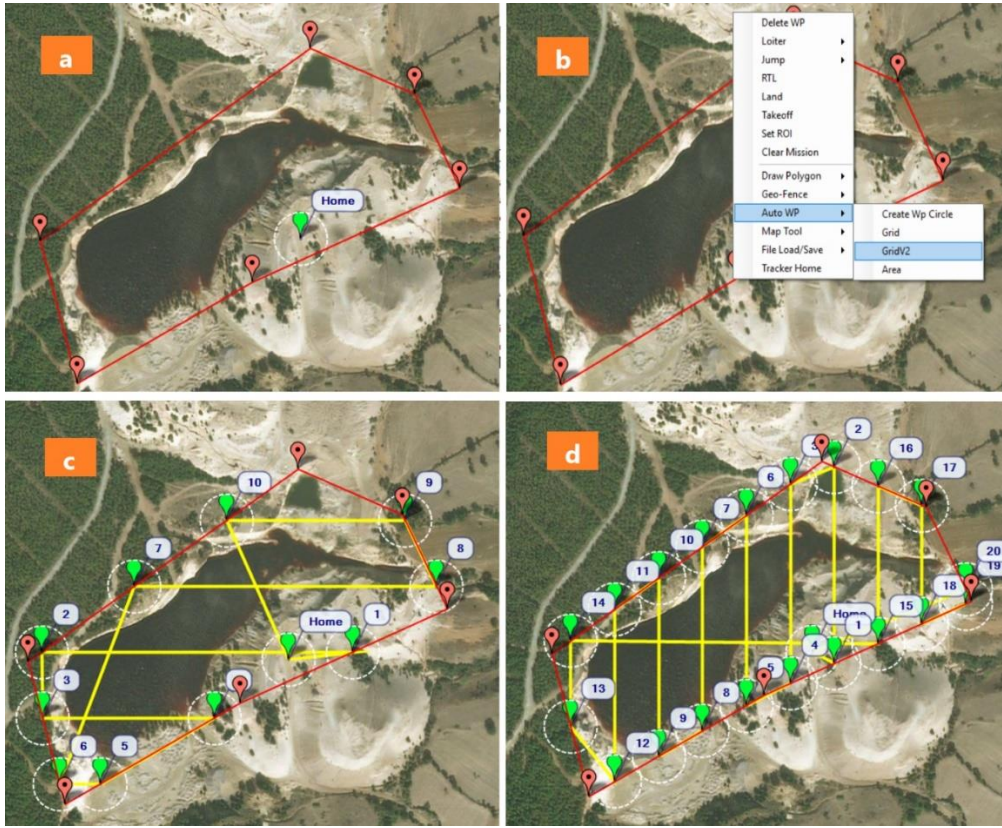 a
Home
b
Delete WP
Loiter
Jump
RTL
Land
Takeoff
Set ROI
Clear Mission
Draw Polygon
Geo-Fence
Auto WP
Map Tool
File Load/Save
Tracker Home
Create Wp Circle
Grid
GridV2
Area
c
10
9
7
8
2
Home
1
3
6
5
d
2
16
6
17
7
10
20
11
19
14
18
Home
15
1
4
13
5
8
9
12